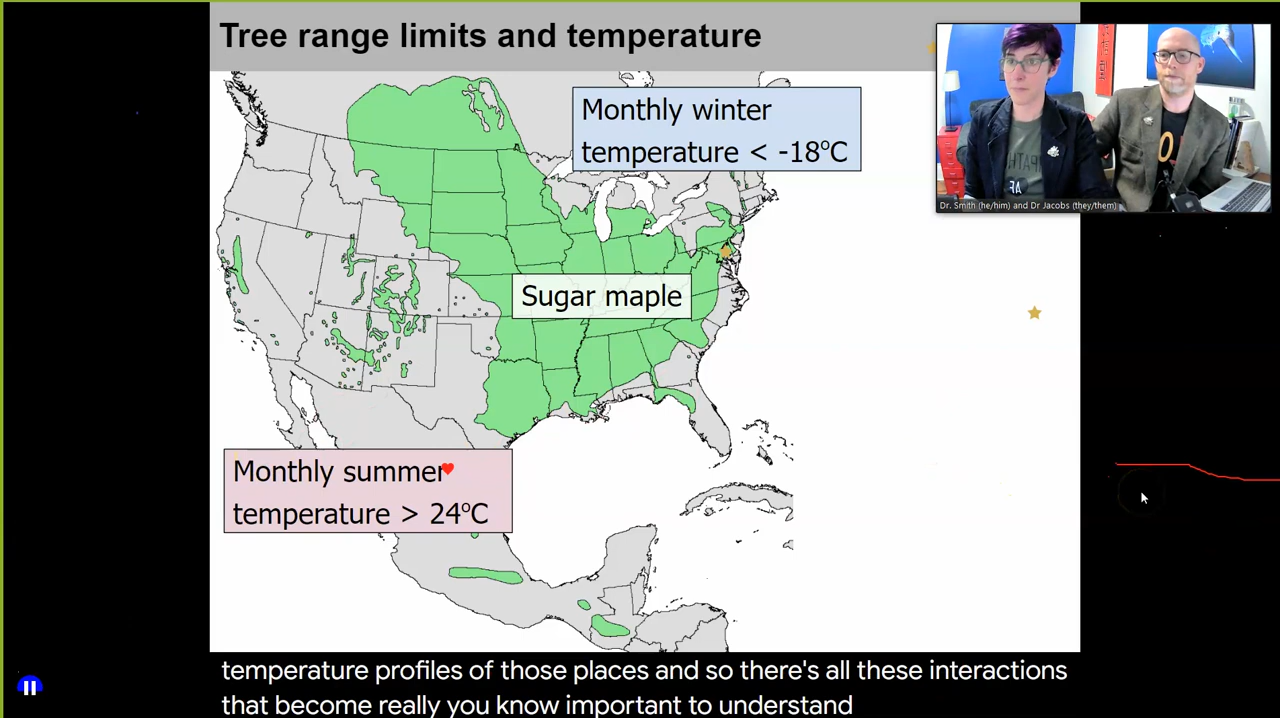 Tree range limits and temperature
Monthly winter
temperature < -18°C
Sugar maple
Monthly summer
temperature > 24°C
Dr. Smith (he/him) and Dr Jacobs (they/them)
temperature profiles of those places and so there's all these interactions
that become really you know important to understand